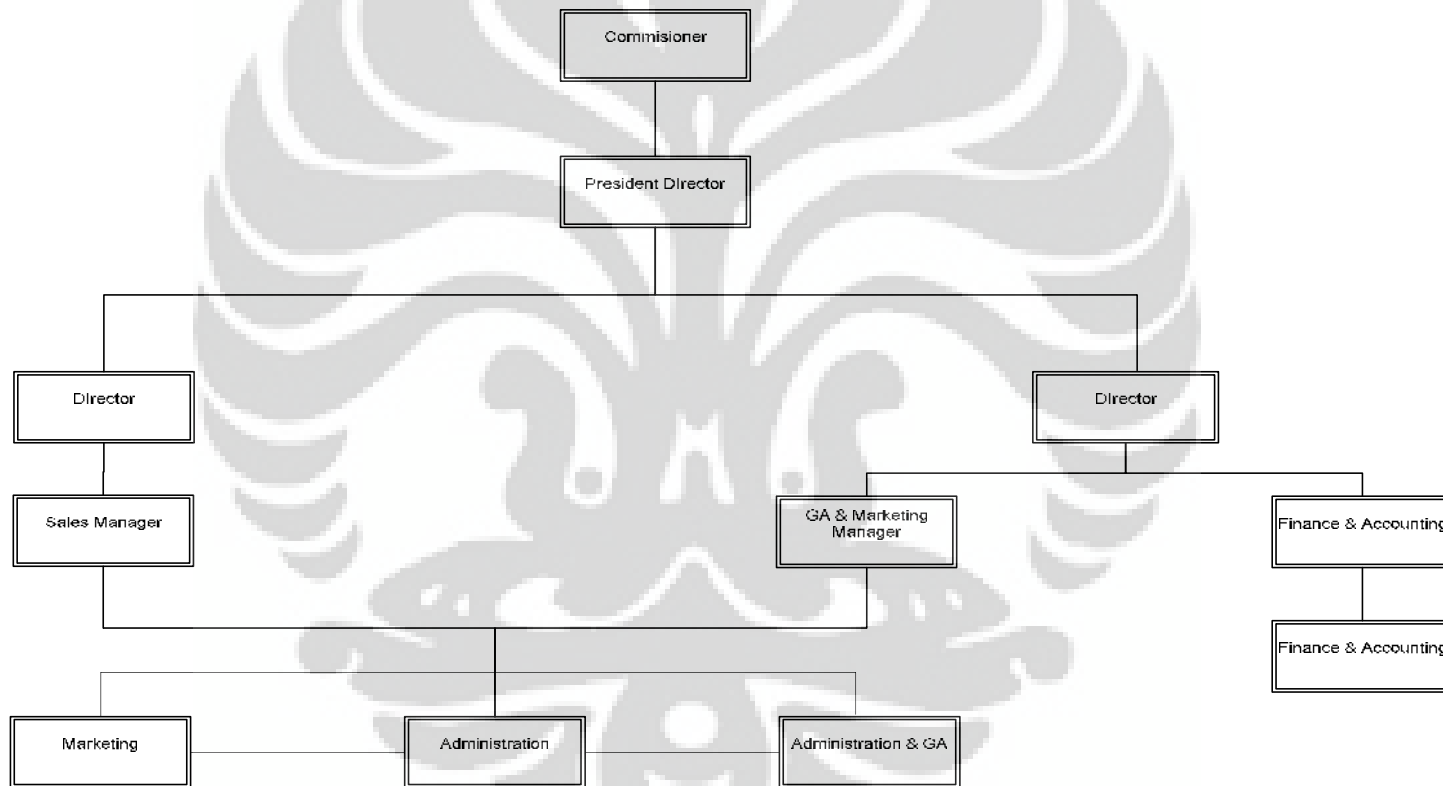 Commisioner
President Director
Director
Director
Sales Manager
GA & Marketing
Manager
Finance & Accounting
Finance & Accounting
Marketing
Administration
Administration & GA